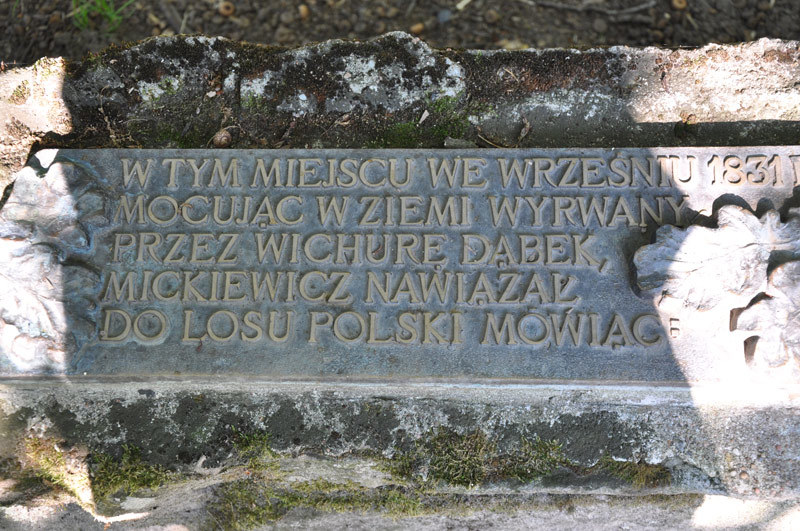 W TYM MIEJSCU WE WRZEŚNIU 1831 R
MOCUJĄC W ZIEMI WYRWANY
PRZEZ WICHURĘ DĄBEK,
MICKIEWICZ NAWIĄZAŁ
DO LOSU POLSKI MÓWIĄC: